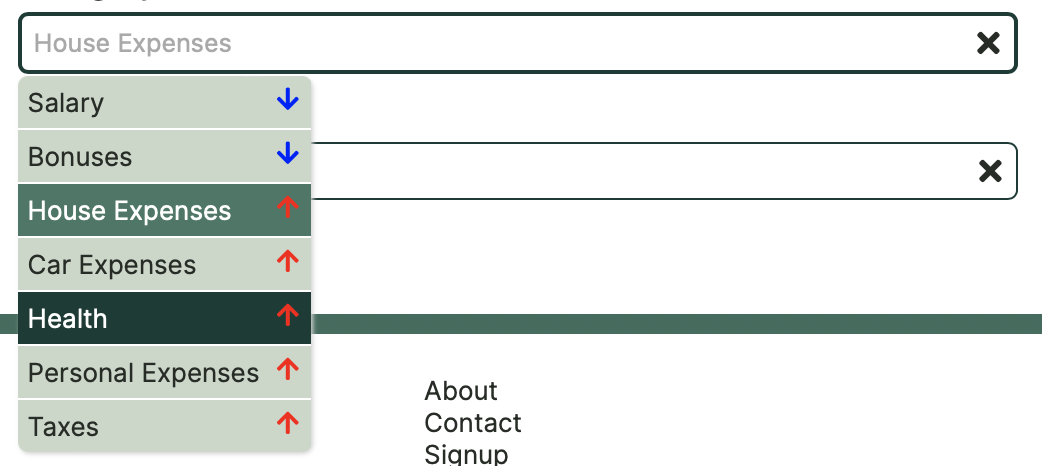 House Expenses
Salary
Bonuses
House Expenses
Car Expenses
Health
Personal Expenses
Taxes
About
Contact
Signup